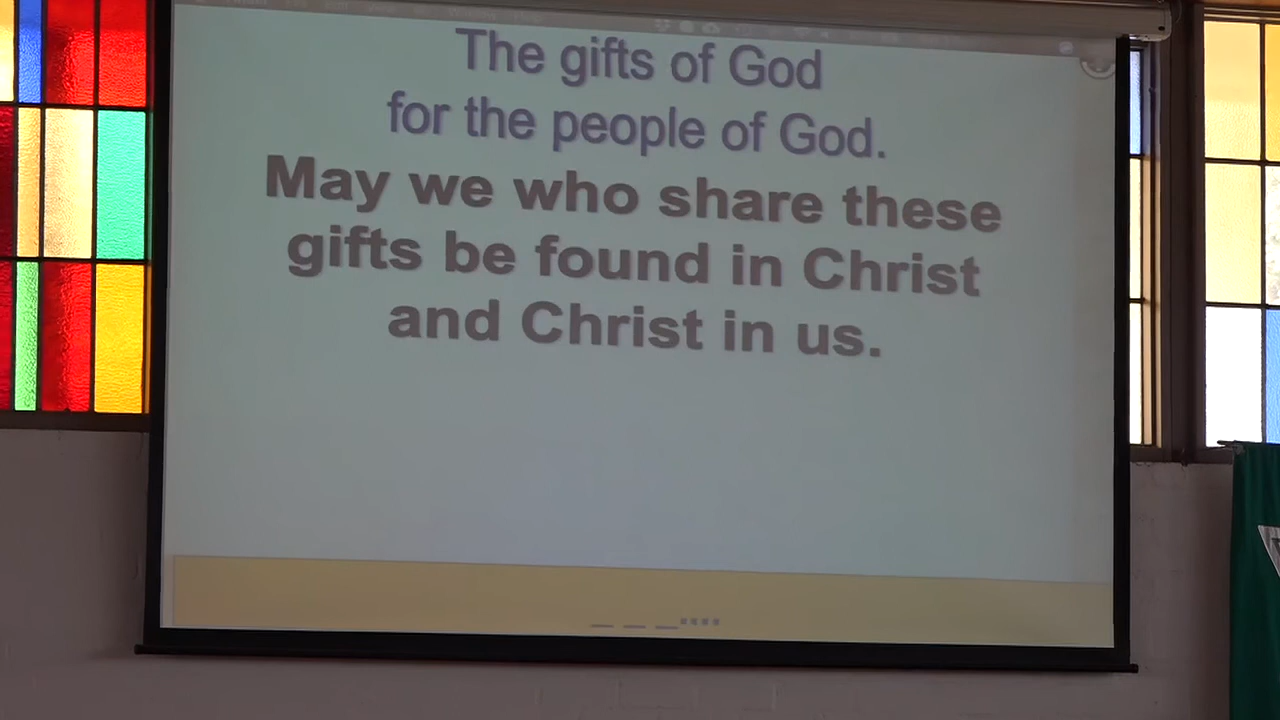 The gifts of God
for the people of God.
May we who share these
gifts be found in Christ
and Christ in us.